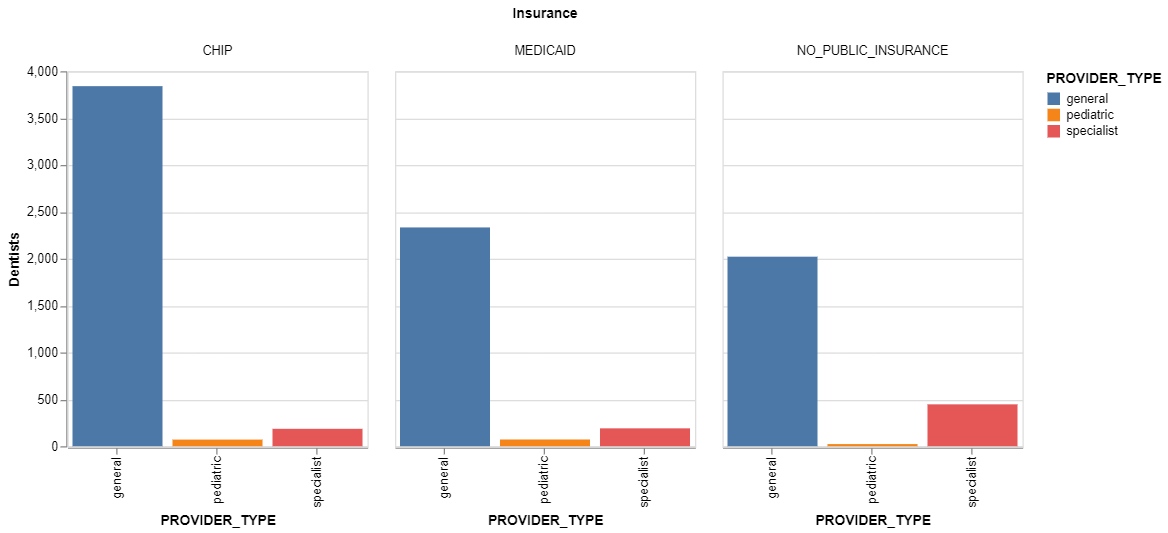 Insurance
CHIP
MEDICAID
NO_PUBLIC_INSURANCE
Dentists
4,000
3,500
3,000
2,500
2,000
1,500
1,000
500
0
general
pediatric
specialist
general
pediatric
specialist
general
pediatric
specialist
PROVIDER_TYPE
PROVIDER_TYPE
PROVIDER_TYPE
PROVIDER_TYPE
general
pediatric
specialist